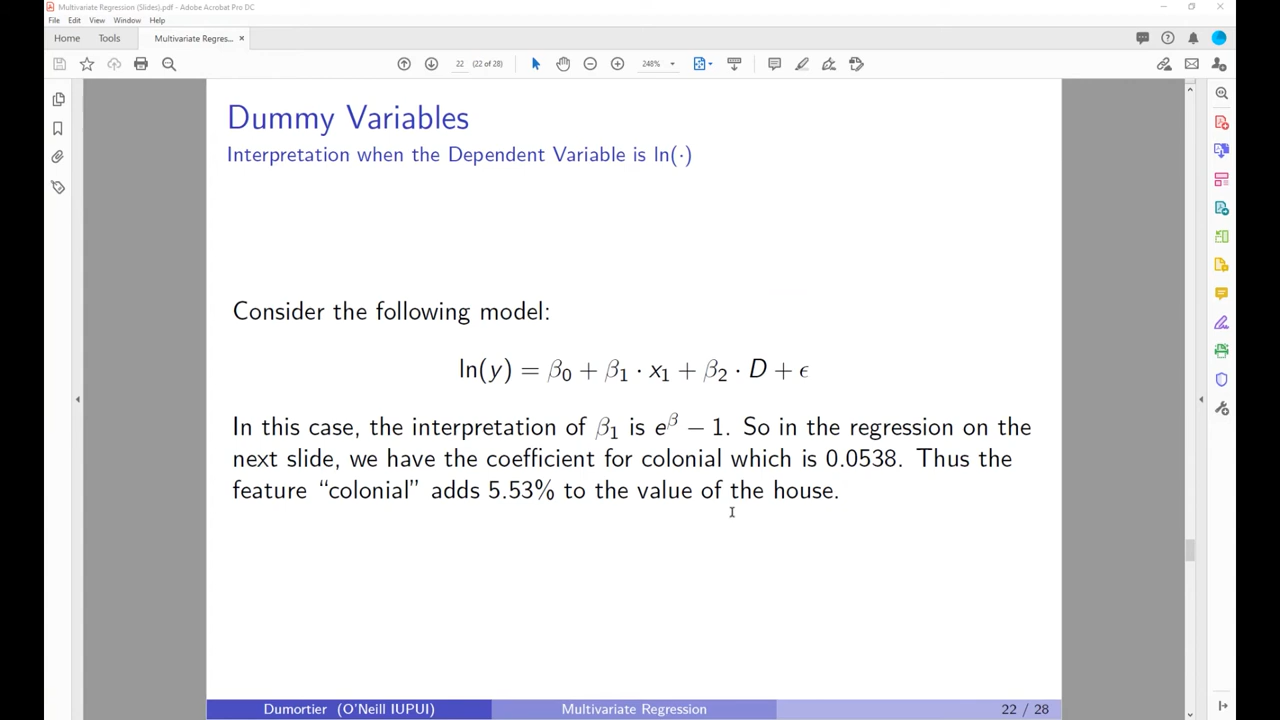 Multivariate Regression (Slides).pdf - Adobe Acrobat Pro DC
File Edit View Window Help
Home Tools Multivariate Regres... ×
22 (22 of 28) 248%
Dummy Variables
Interpretation when the Dependent Variable is ln(·)
Consider the following model:
ln(y) = β₀ + β₁ · x₁ + β₂ · D + ϵ
In this case, the interpretation of β₁ is e^β − 1. So in the regression on the
next slide, we have the coefficient for colonial which is 0.0538. Thus the
feature “colonial” adds 5.53% to the value of the house.
Dumortier (O'Neill IUPUI) Multivariate Regression 22 / 28